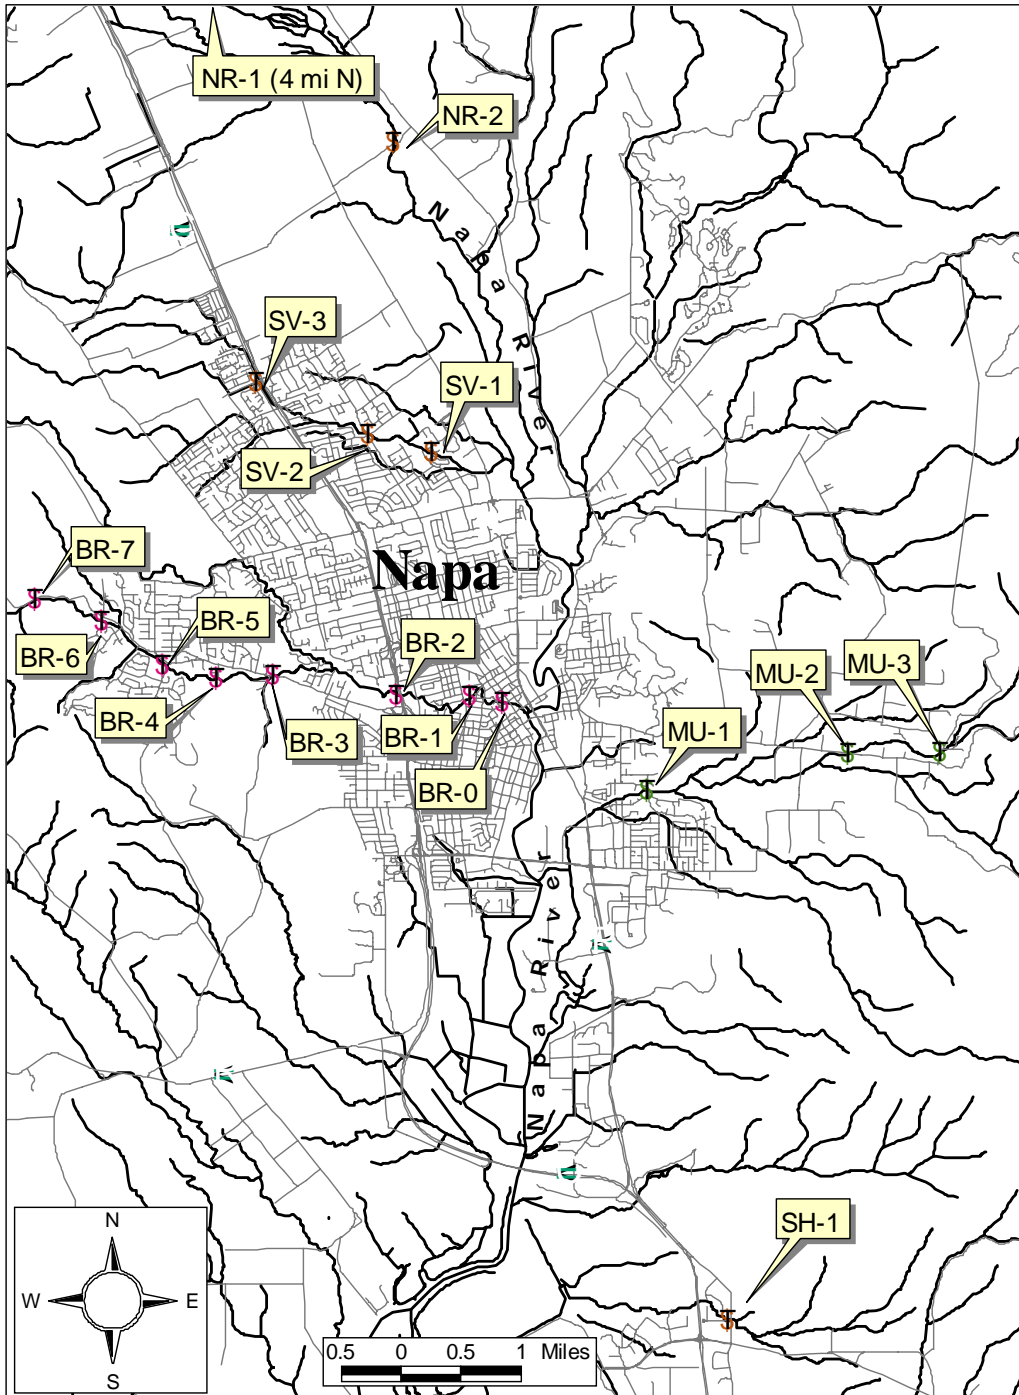 NR-1 (4 mi N)
NR-2
Napa River
SV-3
SV-1
SV-2
Napa
BR-7
BR-5
BR-6
BR-2
BR-4
BR-3
BR-1
BR-0
MU-2
MU-3
MU-1
Napa River
SH-1
N
W
E
S
0.5 0 0.5 1 Miles